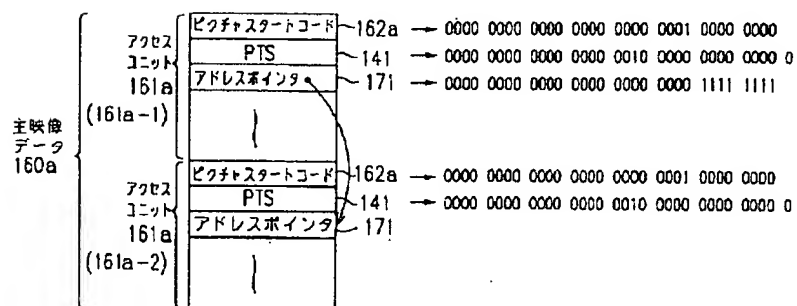 ピクチャスタートコード 162a → 0000 0000 0000 0000 0000 0001 0000 0000
PTS 141 → 0000 0000 0000 0000 0010 0000 0000 0000 0
アドレスポインタ 171 → 0000 0000 0000 0000 0000 0000 1111 1111
アクセス
ユニット
161a
(161a-1)
主映像
データ
160a
ピクチャスタートコード 162a → 0000 0000 0000 0000 0000 0001 0000 0000
PTS 141 → 0000 0000 0000 0000 0010 0000 0000 0000 0
アドレスポインタ 171
アクセス
ユニット
161a
(161a-2)